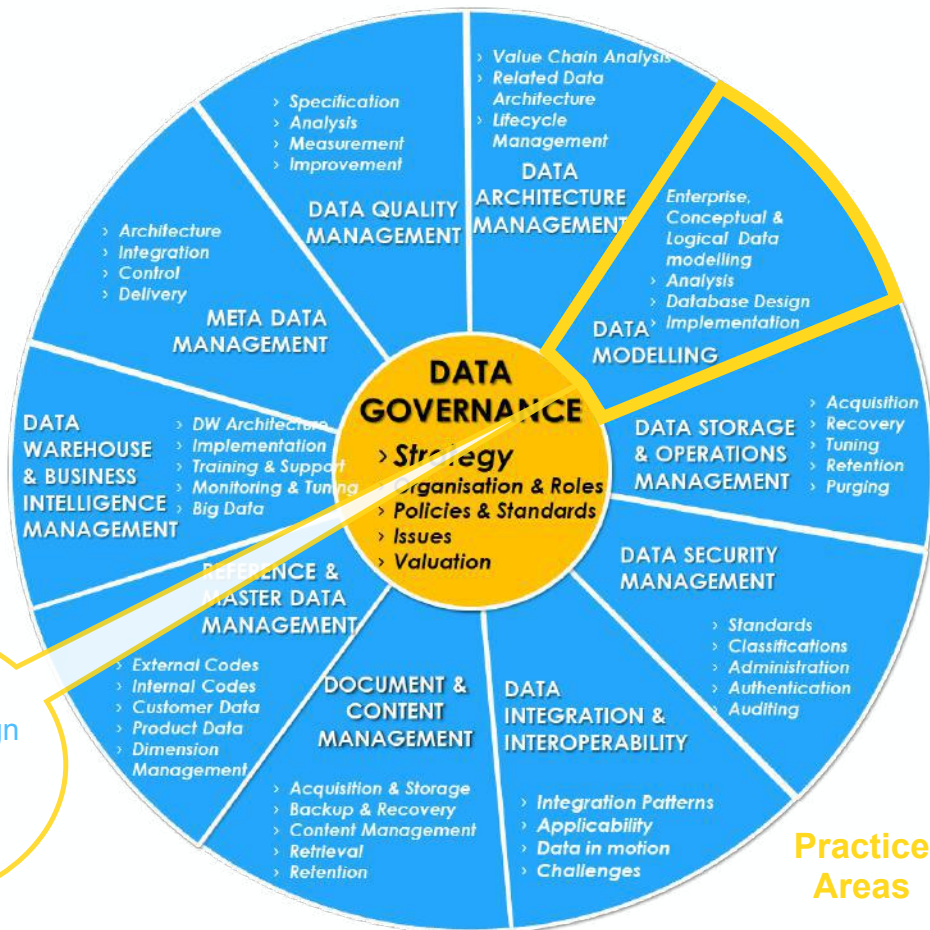 › Value Chain Analysis
› Related Data
Architecture
› Lifecycle
Management
DATA
ARCHITECTURE
MANAGEMENT
Enterprise,
Conceptual &
Logical Data
modelling
› Analysis
› Database Design
› Implementation
DATA
MODELLING
› Acquisition
› Recovery
› Tuning
› Retention
› Purging
DATA STORAGE
& OPERATIONS
MANAGEMENT
DATA SECURITY
MANAGEMENT
› Standards
› Classifications
› Administration
› Authentication
› Auditing
DATA
INTEGRATION &
INTEROPERABILITY
› Integration Patterns
› Applicability
› Data in motion
› Challenges
DOCUMENT &
CONTENT
MANAGEMENT
› Acquisition & Storage
› Backup & Recovery
› Content Management
› Retrieval
› Retention
REFERENCE &
MASTER DATA
MANAGEMENT
› External Codes
› Internal Codes
› Customer Data
› Product Data
› Dimension
Management
DATA
WAREHOUSE
& BUSINESS
INTELLIGENCE
MANAGEMENT
› DW Architecture
› Implementation
› Training & Support
› Monitoring & Tuning
› Big Data
› Architecture
› Integration
› Control
› Delivery
META DATA
MANAGEMENT
› Specification
› Analysis
› Measurement
› Improvement
DATA QUALITY
MANAGEMENT
DATA
GOVERNANCE
› Strategy
› Organisation & Roles
› Policies & Standards
› Issues
› Valuation
Practice
Areas